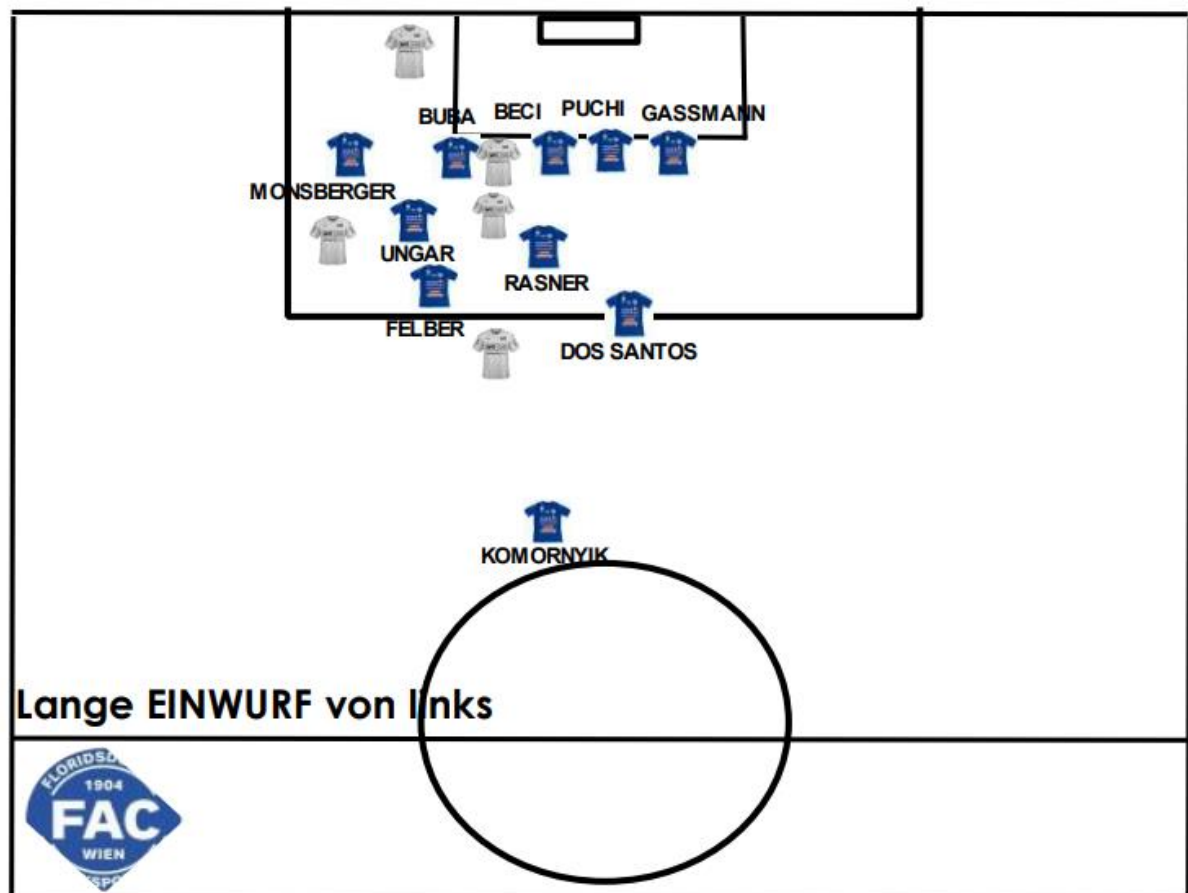 BUBA
BECI
PUCHI
GASSMANN
MONSBERGER
UNGAR
RASNER
FELBER
DOS SANTOS
KOMORNYIK
Lange EINWURF von links
1904
FAC
WIEN